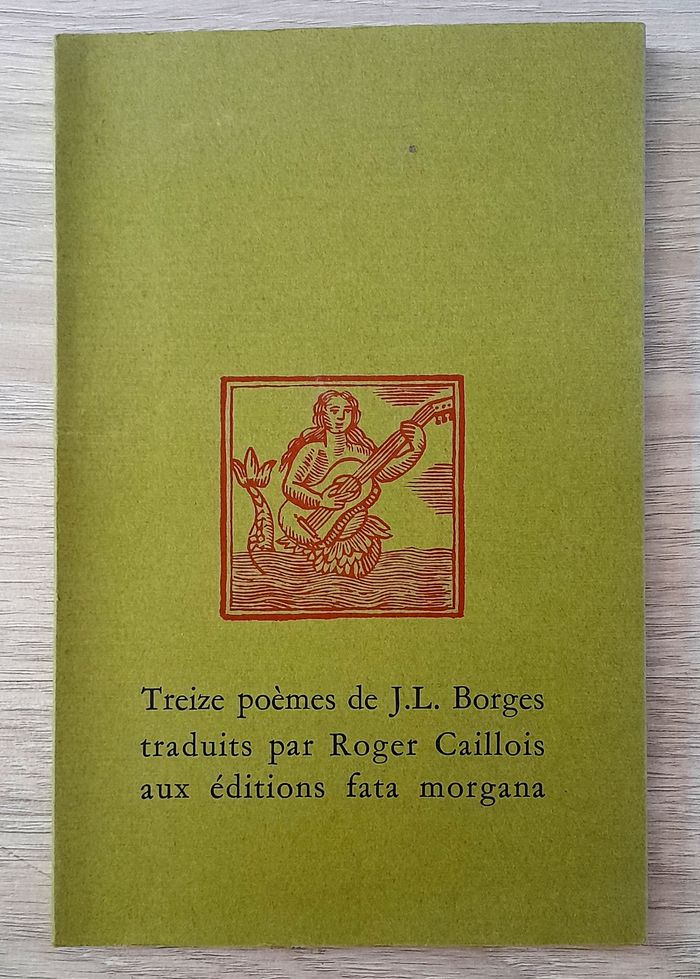 Treize poèmes de J.L. Borges
traduits par Roger Caillois
aux éditions fata morgana